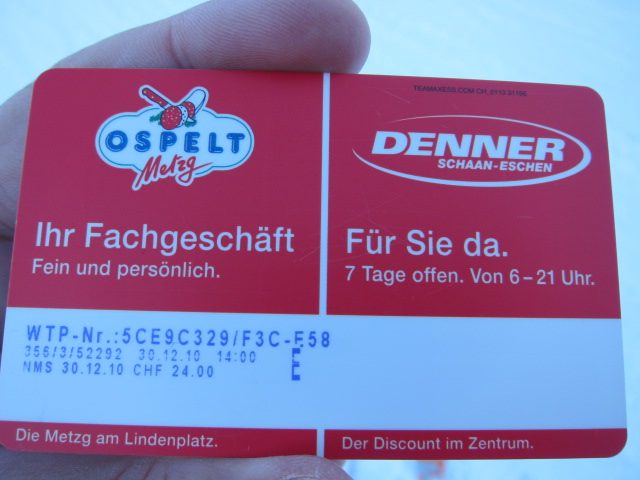 TEAMAXESS.COM CH_0113 31196
OSPELT
Metzg
DENNER
SCHAAN-ESCHEN
Ihr Fachgeschäft
Fein und persönlich.
Für Sie da.
7 Tage offen. Von 6–21 Uhr.
WTP-Nr.:5CE9C329/F3C-F58
356/3/52292 30.12.10 14:00
E
NMS 30.12.10 CHF 24.00
Die Metzg am Lindenplatz.
Der Discount im Zentrum.